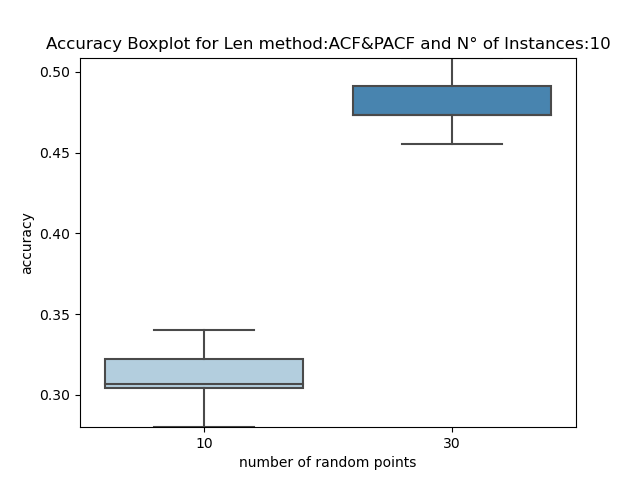 Accuracy Boxplot for Len method:ACF&PACF and N° of Instances:10
0.50
0.45
0.40
0.35
0.30
accuracy
10 30
number of random points